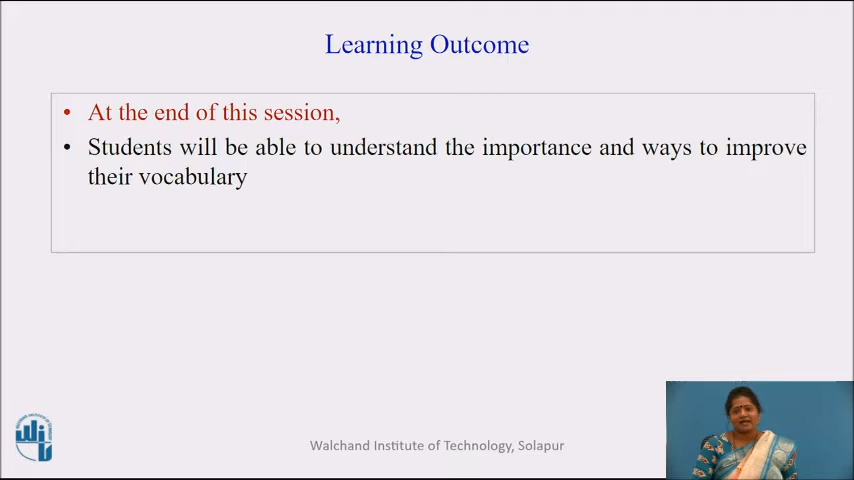 Learning Outcome
• At the end of this session,
• Students will be able to understand the importance and ways to improve
their vocabulary
Walchand Institute of Technology, Solapur